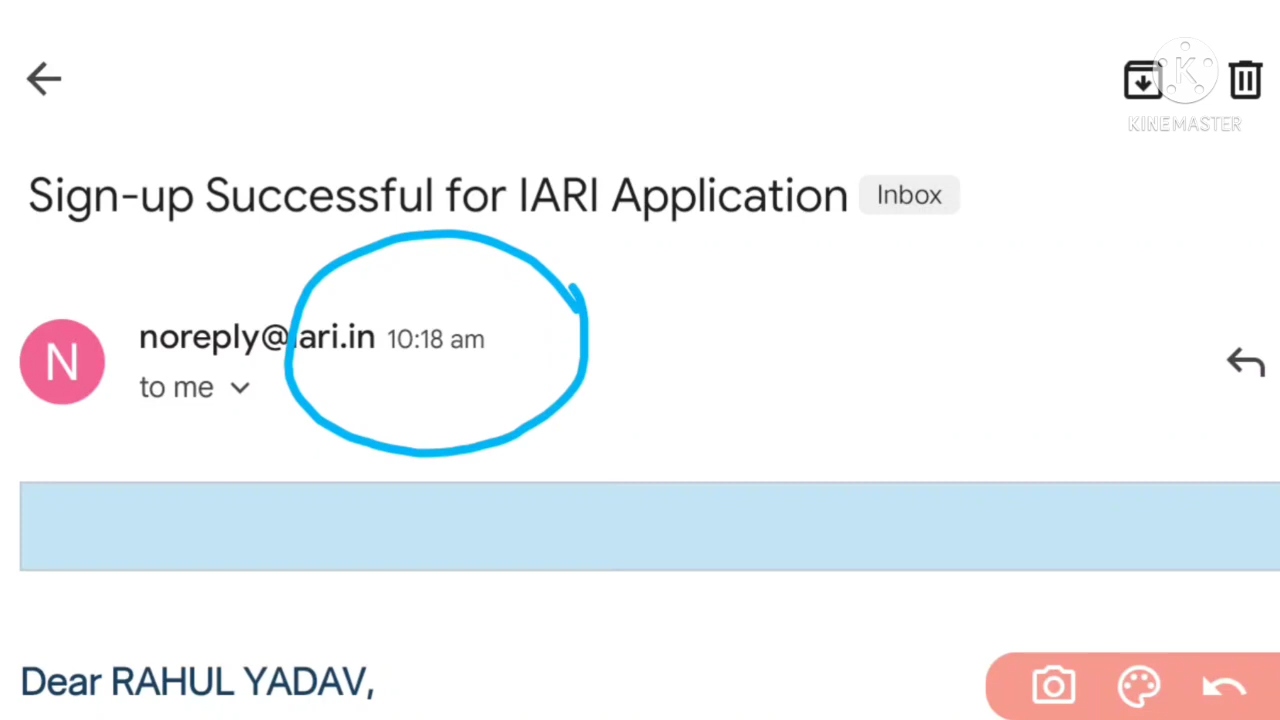 KINEMASTER
Sign-up Successful for IARI Application Inbox
N
noreply@iari.in 10:18 am
to me
Dear RAHUL YADAV,